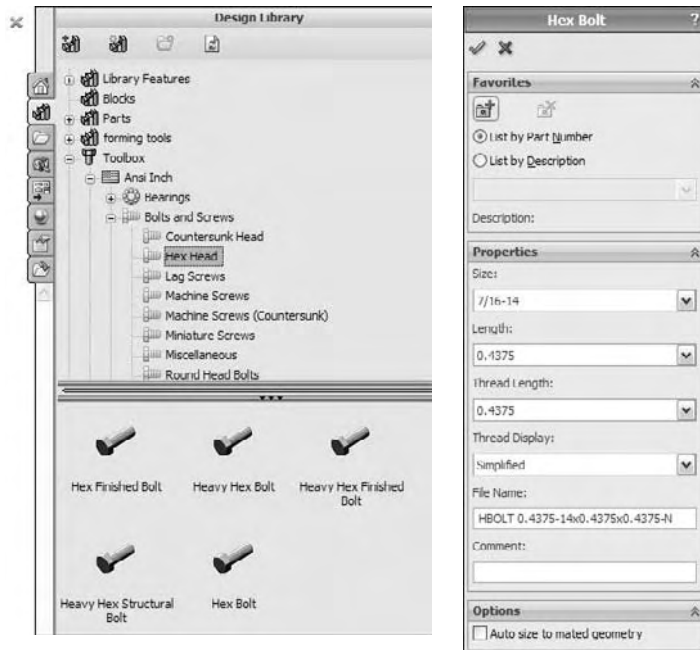 Design Library
Library Features
Blocks
Parts
forming tools
Toolbox
Ansi Inch
Bearings
Bolts and Screws
Countersunk Head
Hex Head
Lag Screws
Machine Screws
Machine Screws (Countersunk)
Miniature Screws
Miscellaneous
Round Head Bolts
Hex Finished Bolt
Heavy Hex Bolt
Heavy Hex Finished
Bolt
Heavy Hex Structural
Bolt
Hex Bolt
Hex Bolt ?
Favorites
List by Part Number
List by Description
Description:
Properties
Size:
7/16-14
Length:
0.4375
Thread Length:
0.4375
Thread Display:
Simplified
File Name:
HBOLT 0.4375-14x0.4375x0.4375-N
Comment:
Options
Auto size to mated geometry